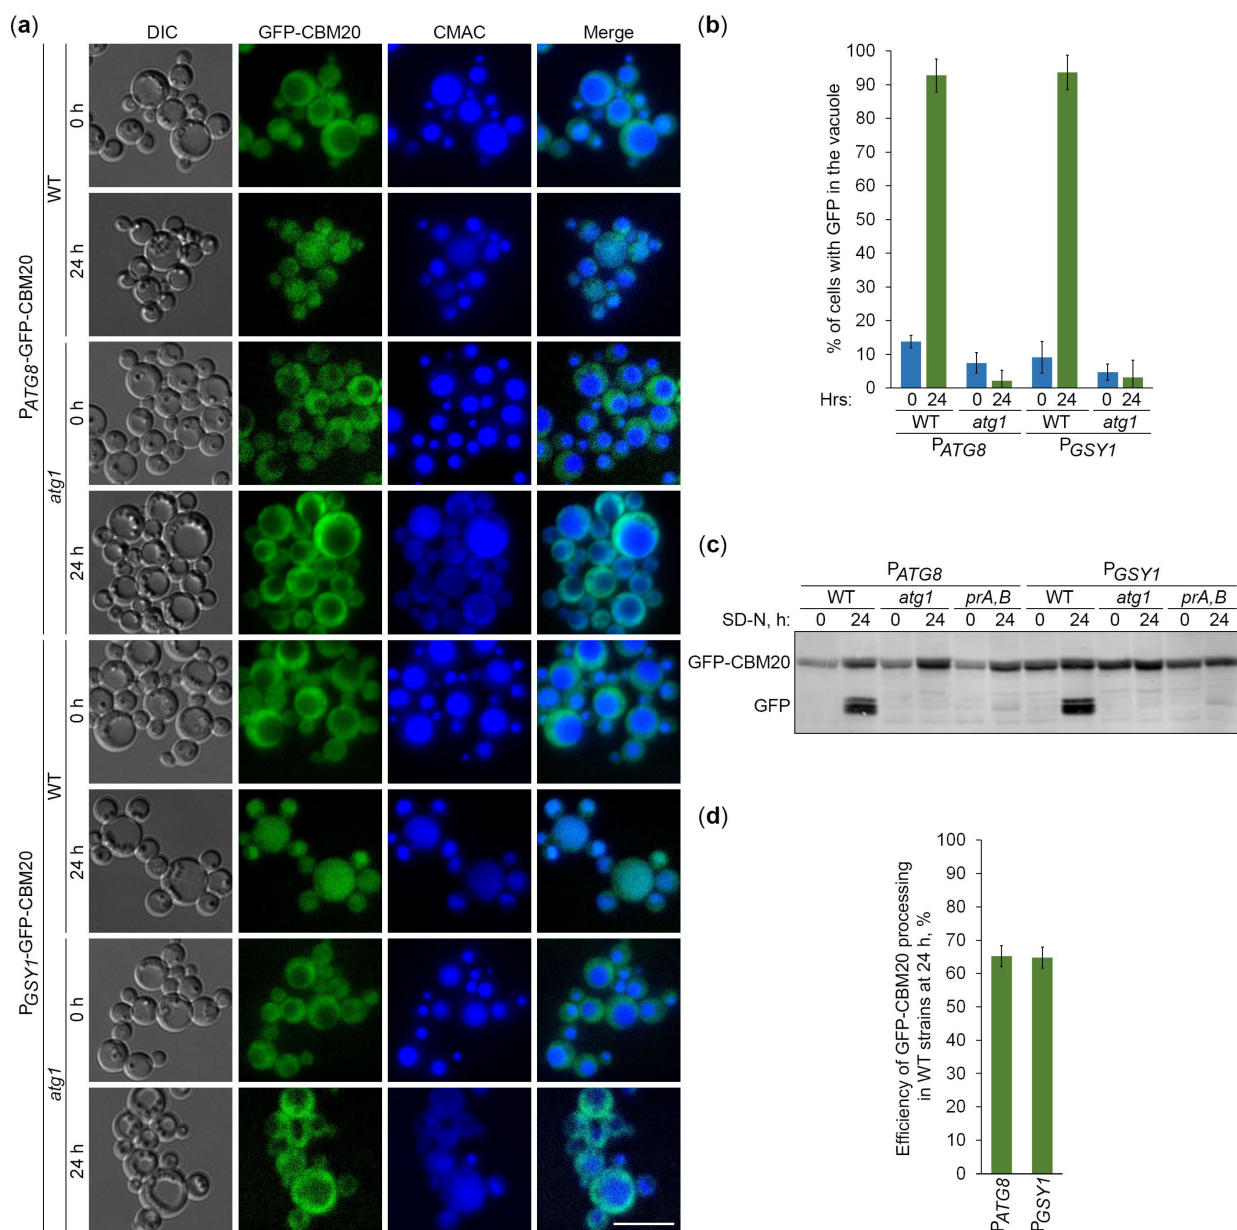 (a)
DIC GFP-CBM20 CMAC Merge
PATG8-GFP-CBM20
WT
0 h
24 h
atg1
0 h
24 h
PGSY1-GFP-CBM20
WT
0 h
24 h
atg1
0 h
24 h
(b)
% of cells with GFP in the vacuole
100
90
80
70
60
50
40
30
20
10
0
Hrs: 0 24 0 24 0 24 0 24
WT atg1 WT atg1
PATG8 PGSY1
(c)
PATG8 PGSY1
WT atg1 prA,B WT atg1 prA,B
SD-N, h: 0 24 0 24 0 24 0 24 0 24 0 24
GFP-CBM20
GFP
(d)
Efficiency of GFP-CBM20 processing
in WT strains at 24 h, %
100
90
80
70
60
50
40
30
20
10
0
PATG8 PGSY1